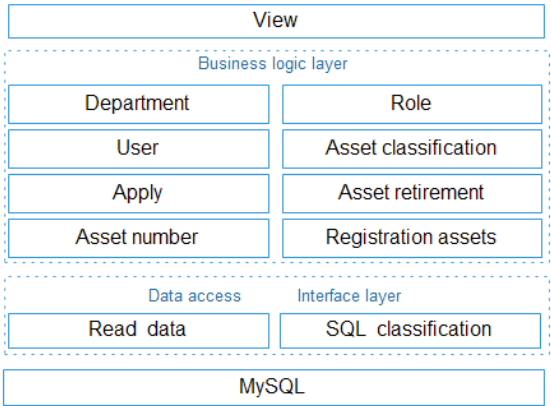 View
Business logic layer
Department Role
User Asset classification
Apply Asset retirement
Asset number Registration assets
Data access Interface layer
Read data SQL classification
MySQL